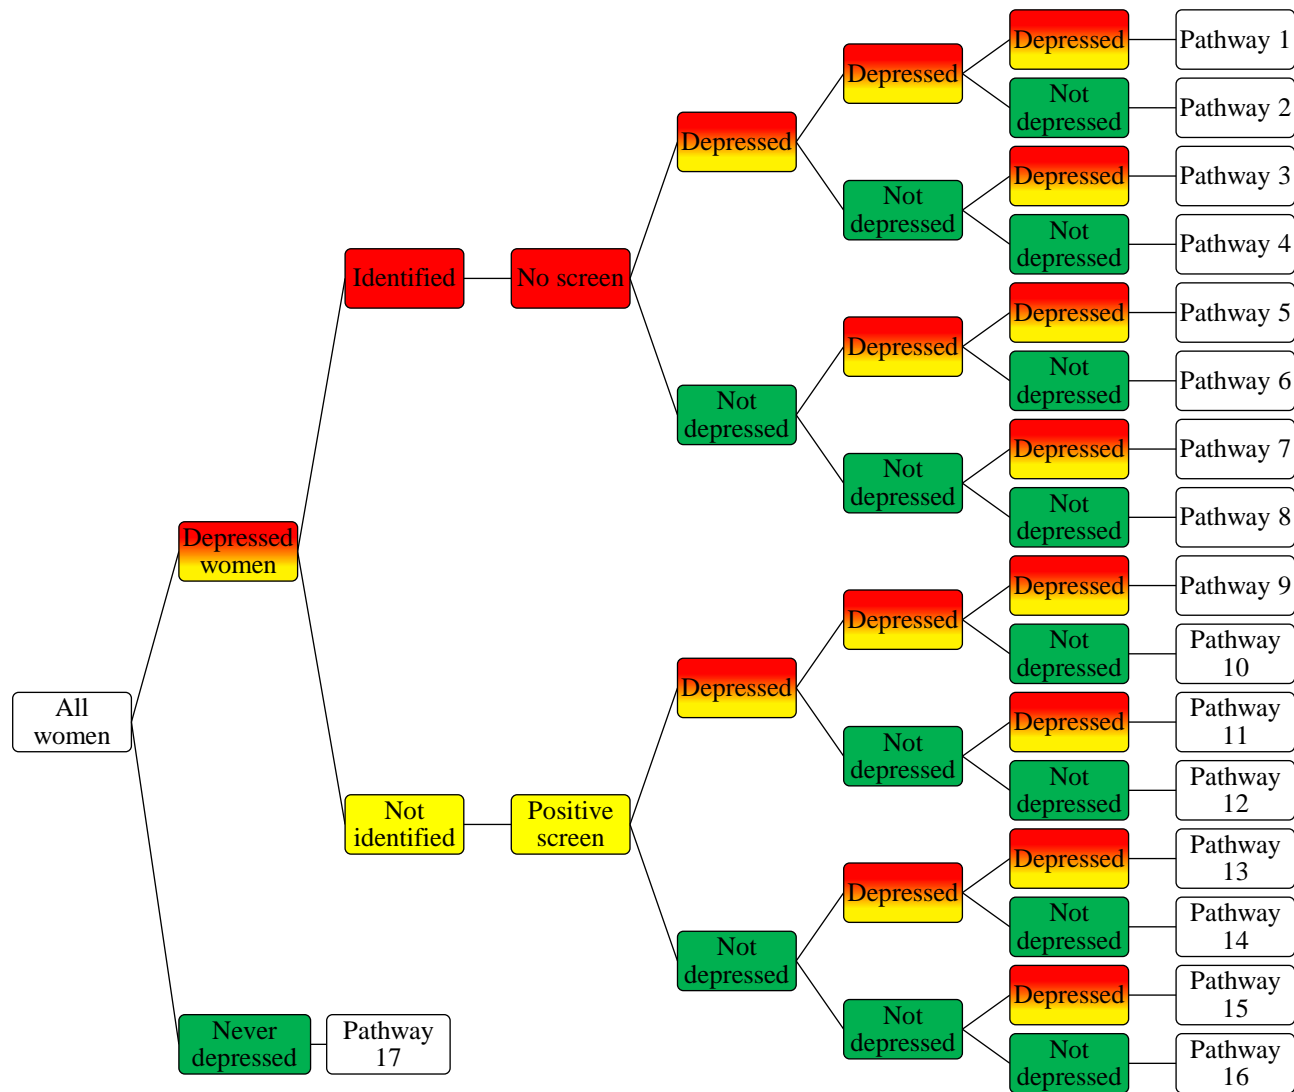 Depressed
Pathway 1
Depressed
Not
depressed
Pathway 2
Depressed
Depressed
Pathway 3
Not
depressed
Not
depressed
Pathway 4
Identified
No screen
Depressed
Pathway 5
Depressed
Not
depressed
Pathway 6
Not
depressed
Depressed
Pathway 7
Not
depressed
Not
depressed
Pathway 8
Depressed
women
Depressed
Pathway 9
Depressed
Not
depressed
Pathway
10
Depressed
All
women
Depressed
Pathway
11
Not
depressed
Not
depressed
Pathway
12
Not
identified
Positive
screen
Depressed
Pathway
13
Depressed
Not
depressed
Pathway
14
Not
depressed
Depressed
Pathway
15
Not
depressed
Not
depressed
Pathway
16
Never
depressed
Pathway
17